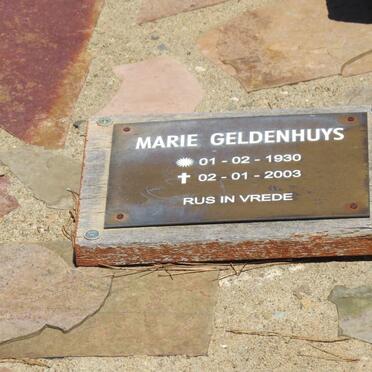 MARIE GELDENHUYS
01 - 02 - 1930
02 - 01 - 2003
RUS IN VREDE